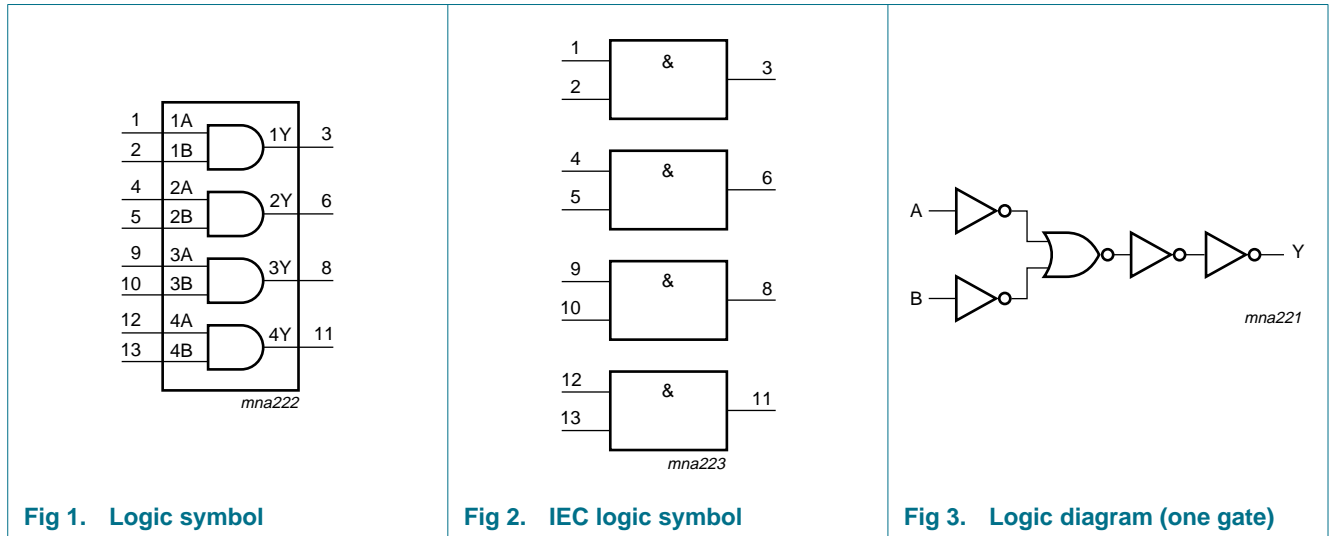 1 1A 1Y 3
2 1B
4 2A 2Y 6
5 2B
9 3A 3Y 8
10 3B
12 4A 4Y 11
13 4B
mna222
Fig 1. Logic symbol
1 & 3
2
4 & 6
5
9 & 8
10
12 & 11
13
mna223
Fig 2. IEC logic symbol
A
Y
B
mna221
Fig 3. Logic diagram (one gate)